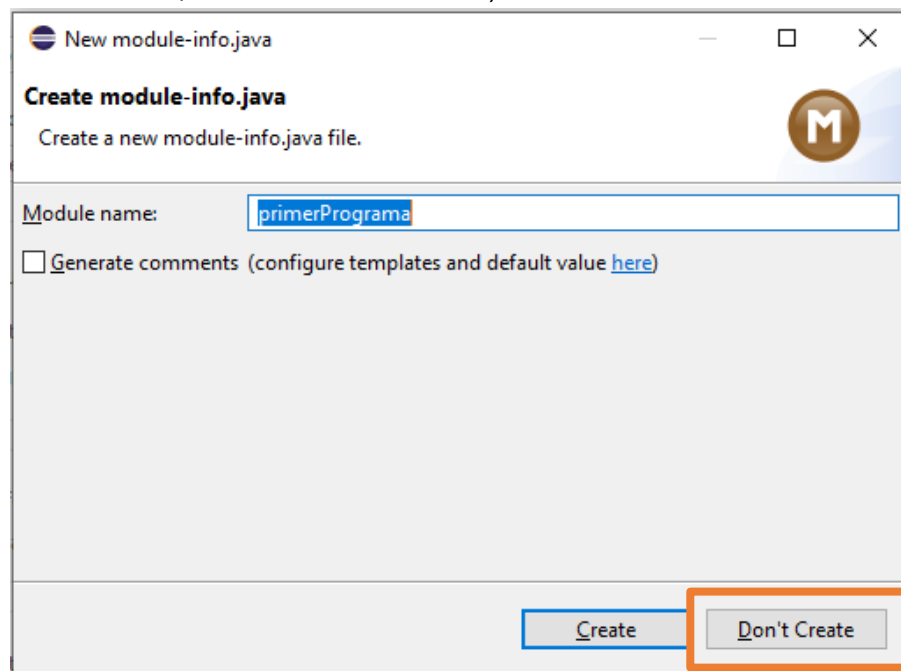 New module-info.java
Create module-info.java
Create a new module-info.java file.
M
Module name: primerPrograma
Generate comments (configure templates and default value here)
Create Don't Create